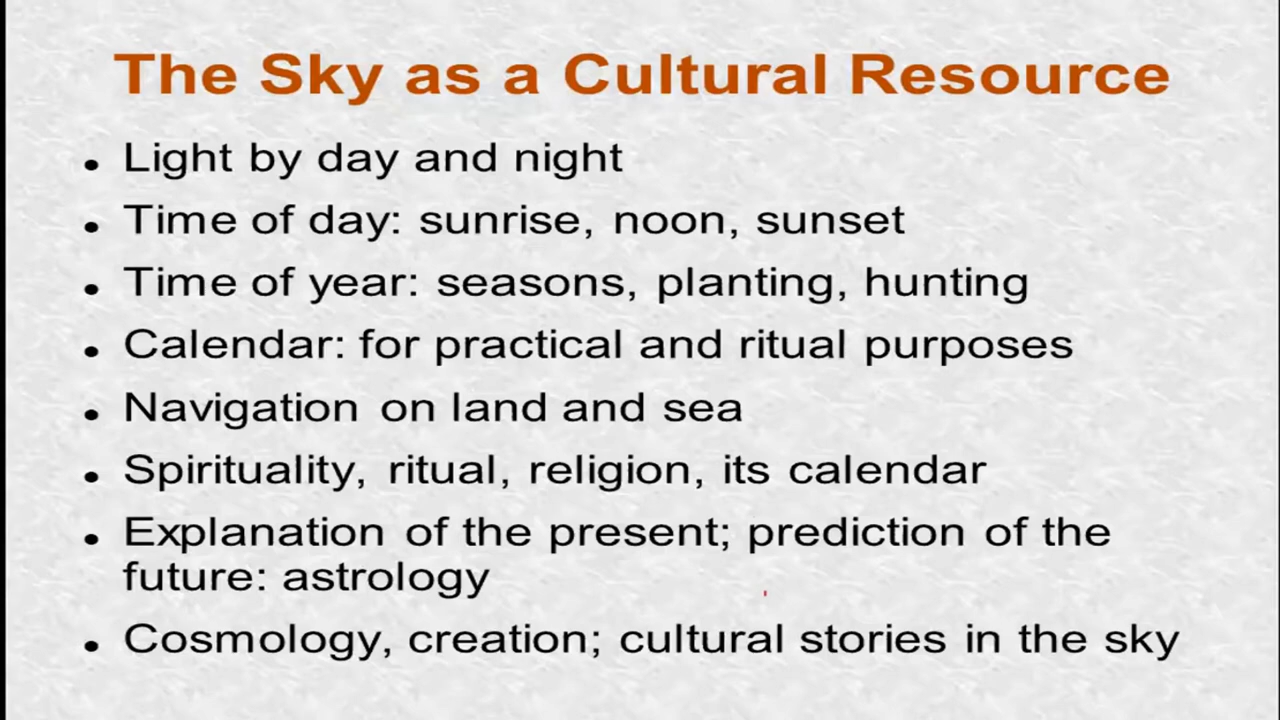 The Sky as a Cultural Resource
• Light by day and night
• Time of day: sunrise, noon, sunset
• Time of year: seasons, planting, hunting
• Calendar: for practical and ritual purposes
• Navigation on land and sea
• Spirituality, ritual, religion, its calendar
• Explanation of the present; prediction of the
future: astrology
• Cosmology, creation; cultural stories in the sky